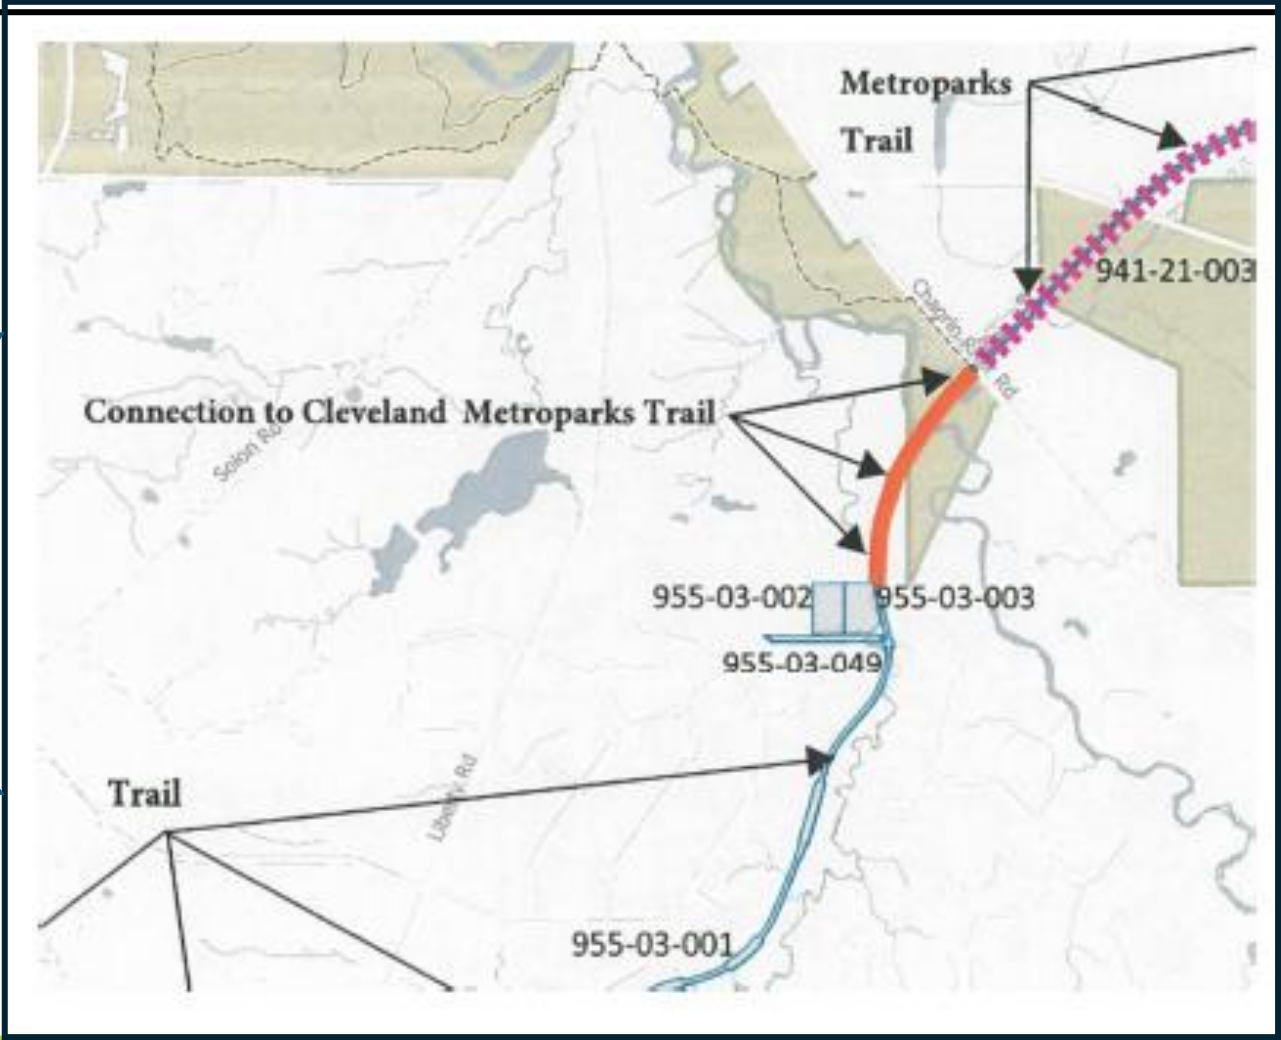 Metroparks
Trail
941-21-003
Chagrin R
Rd
Connection to Cleveland Metroparks Trail
Solon Rd
955-03-002
955-03-003
955-03-049
Trail
Liberty Rd
955-03-001